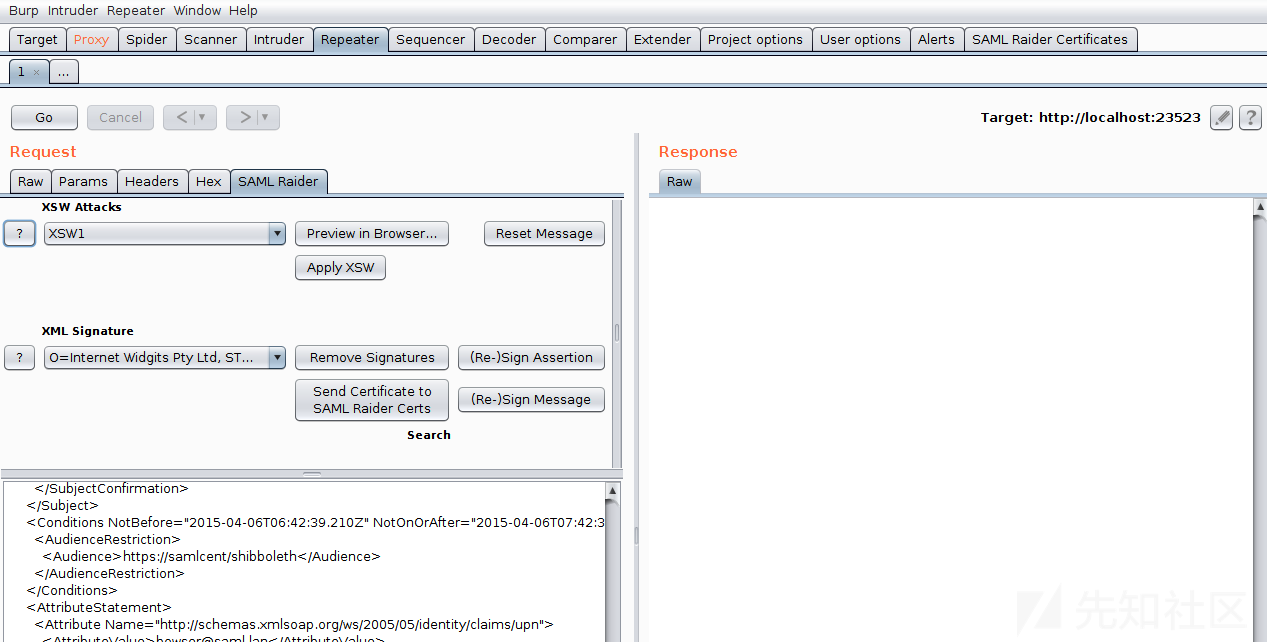 Burp Intruder Repeater Window Help
Target Proxy Spider Scanner Intruder Repeater Sequencer Decoder Comparer Extender Project options User options Alerts SAML Raider Certificates
1 × ...
Go Cancel < ▼ > ▼ Target: http://localhost:23523 ?
Request
Response
Raw Params Headers Hex SAML Raider
Raw
XSW Attacks
? XSW1 Preview in Browser... Reset Message
Apply XSW
XML Signature
? O=Internet Widgits Pty Ltd, ST... Remove Signatures (Re-)Sign Assertion
Send Certificate to
SAML Raider Certs
(Re-)Sign Message
Search
</SubjectConfirmation>
</Subject>
<Conditions NotBefore="2015-04-06T06:42:39.210Z" NotOnOrAfter="2015-04-06T07:42:3
<AudienceRestriction>
<Audience>https://samlcent/shibboleth</Audience>
</AudienceRestriction>
</Conditions>
<AttributeStatement>
<Attribute Name="http://schemas.xmlsoap.org/ws/2005/05/identity/claims/upn">
<AttributeValue>bowser@saml.lan</AttributeValue>
先知社区